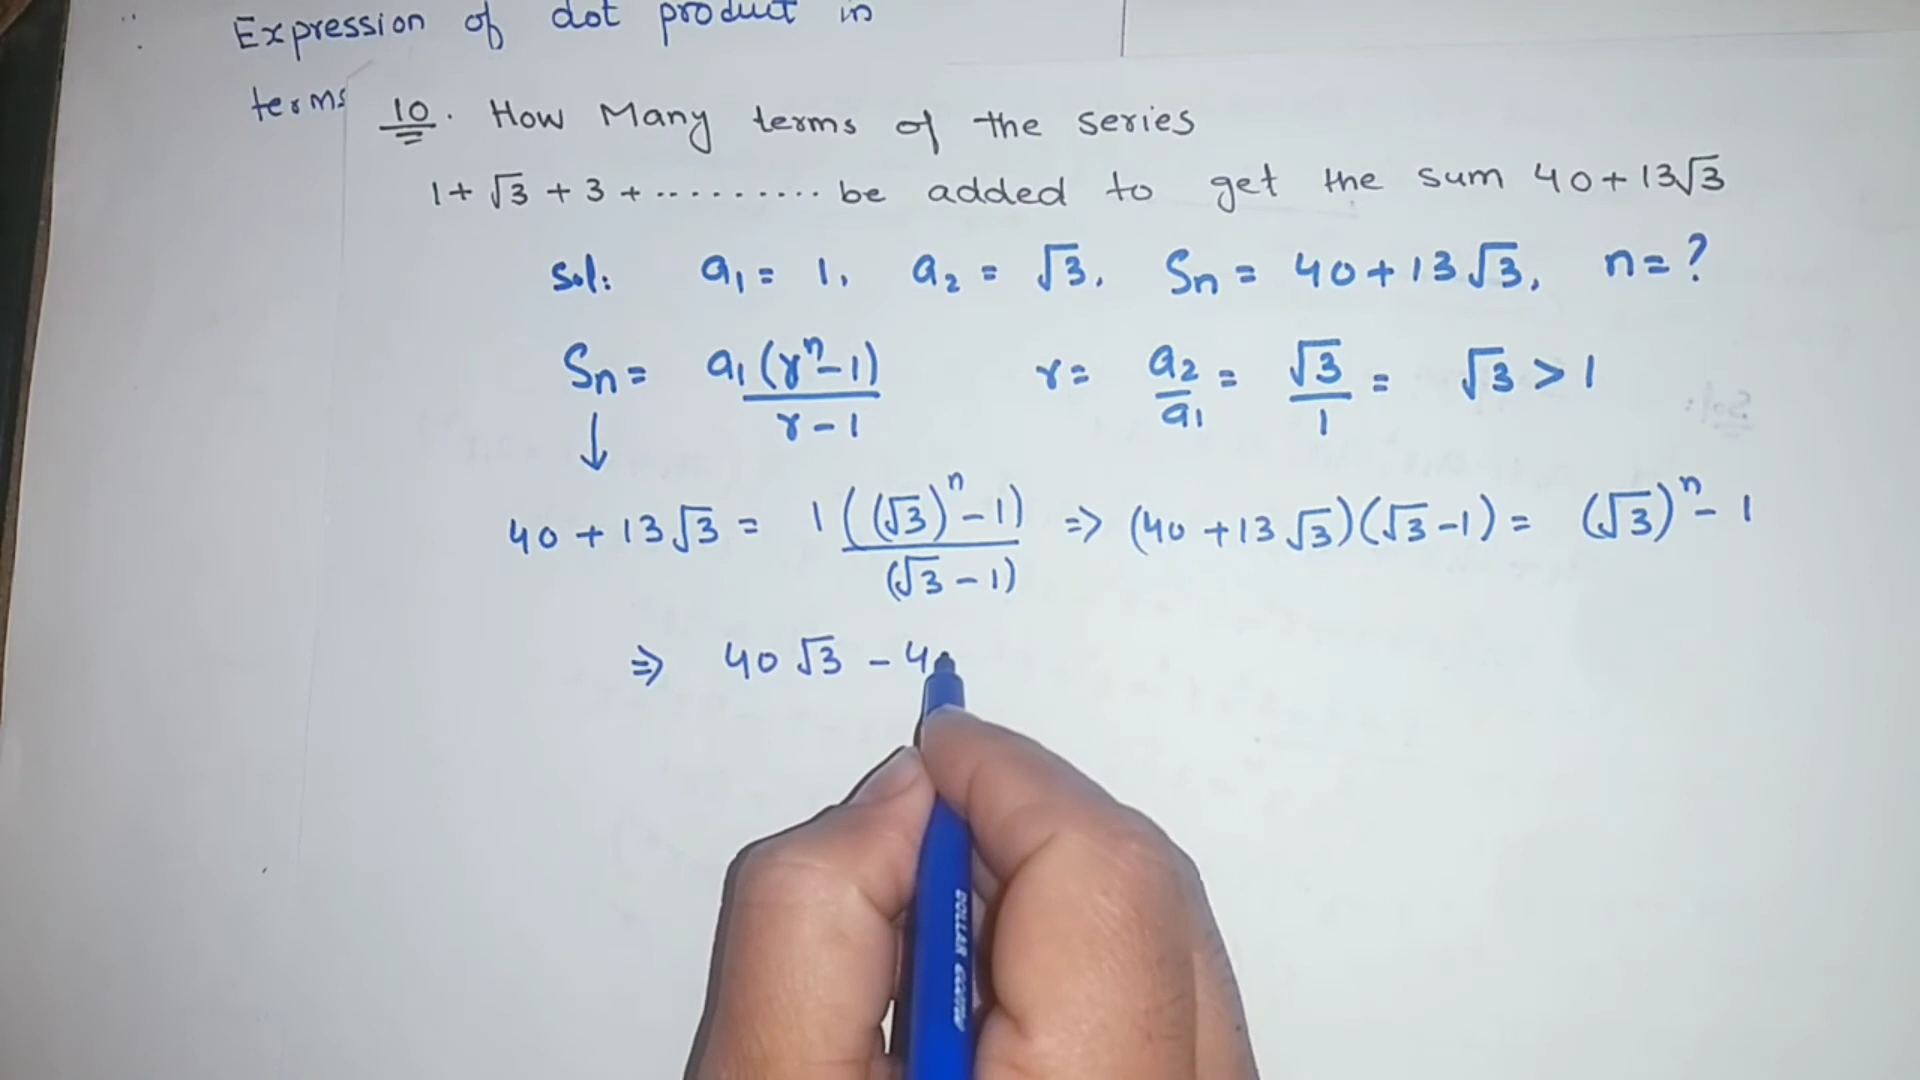 Expression of dot product in
terms
10. How Many terms of the series
1 + √3 + 3 + .......... be added to get the sum 40 + 13√3
Sol: a₁ = 1, a₂ = √3, Sn = 40 + 13√3, n = ?
Sn = a₁(rⁿ - 1) / r - 1 r = a₂/a₁ = √3/1 = √3 > 1
↓
40 + 13√3 = 1((√3)ⁿ - 1) / (√3 - 1) ⇒ (40 + 13√3)(√3 - 1) = (√3)ⁿ - 1
⇒ 40√3 - 4
DOLLAR